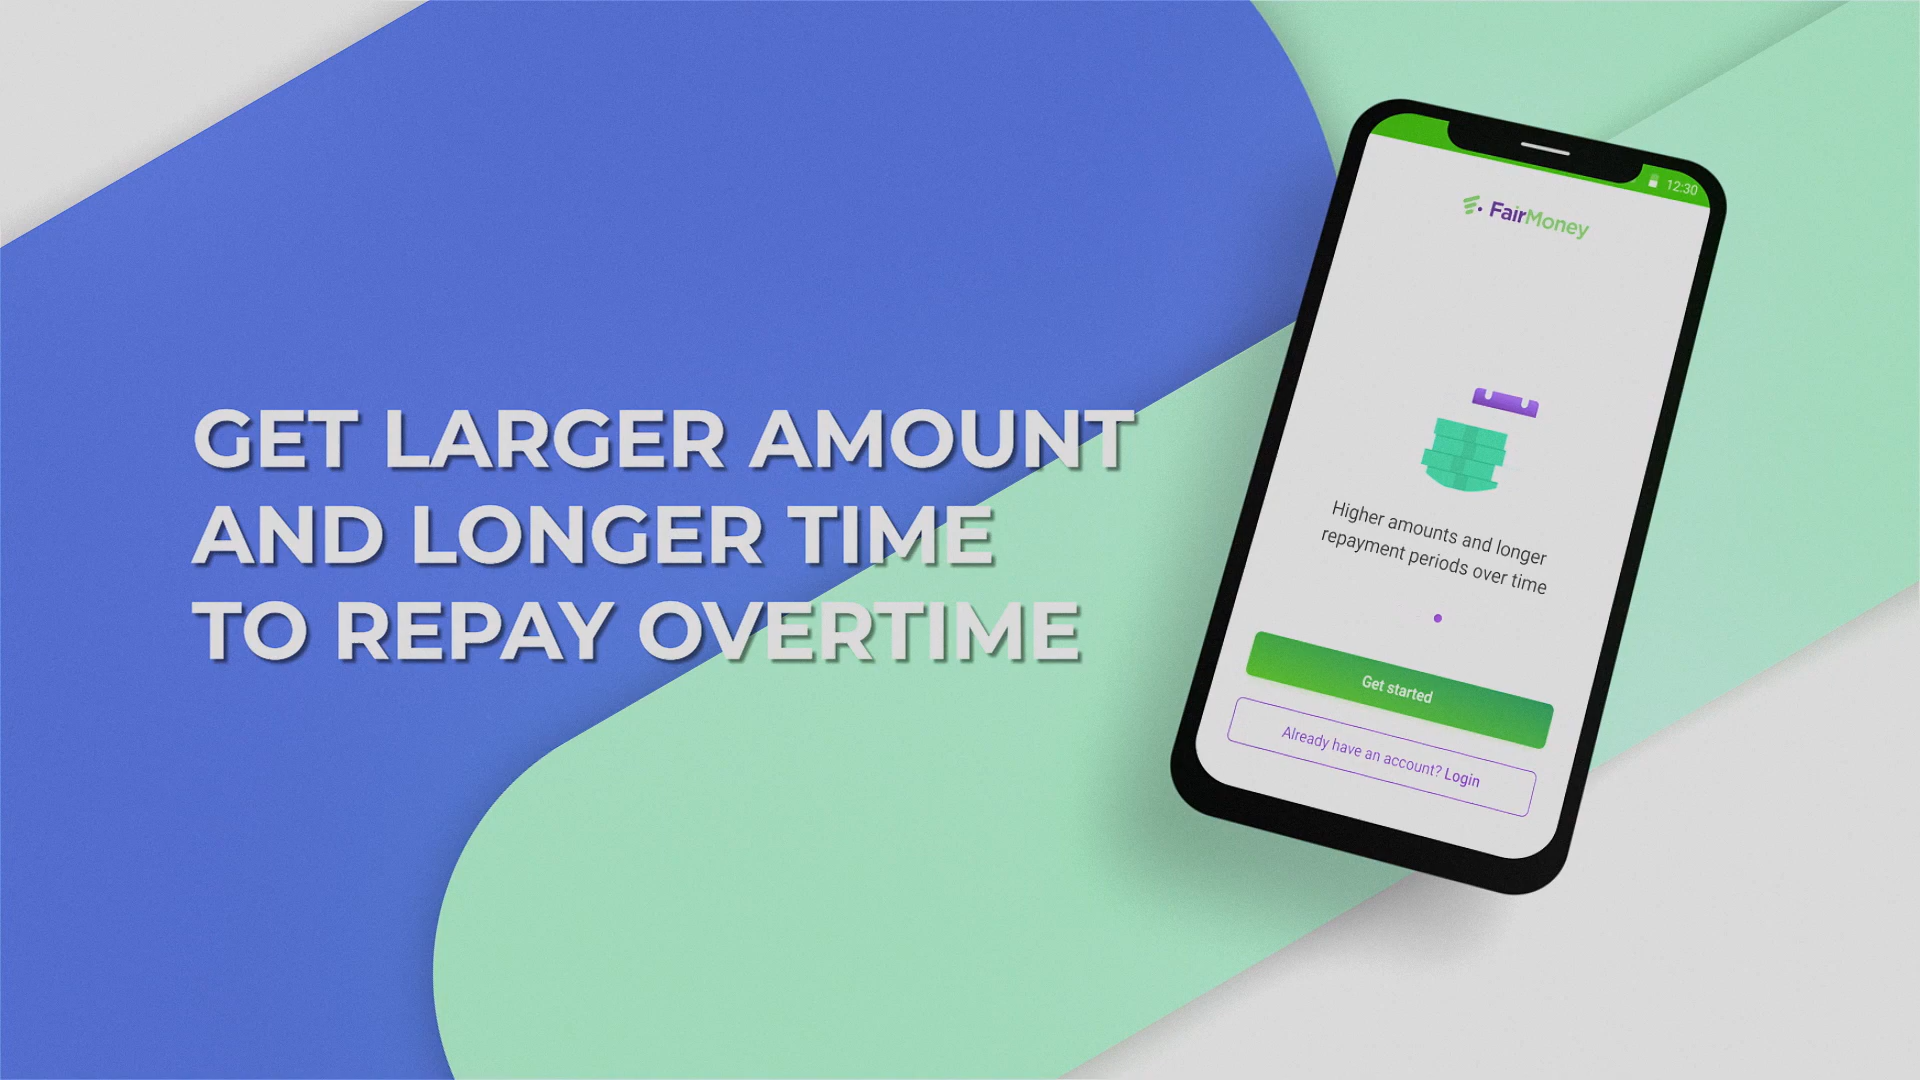 GET LARGER AMOUNT
AND LONGER TIME
TO REPAY OVERTIME
12:30
FairMoney
Higher amounts and longer
repayment periods over time
Get started
Already have an account? Login